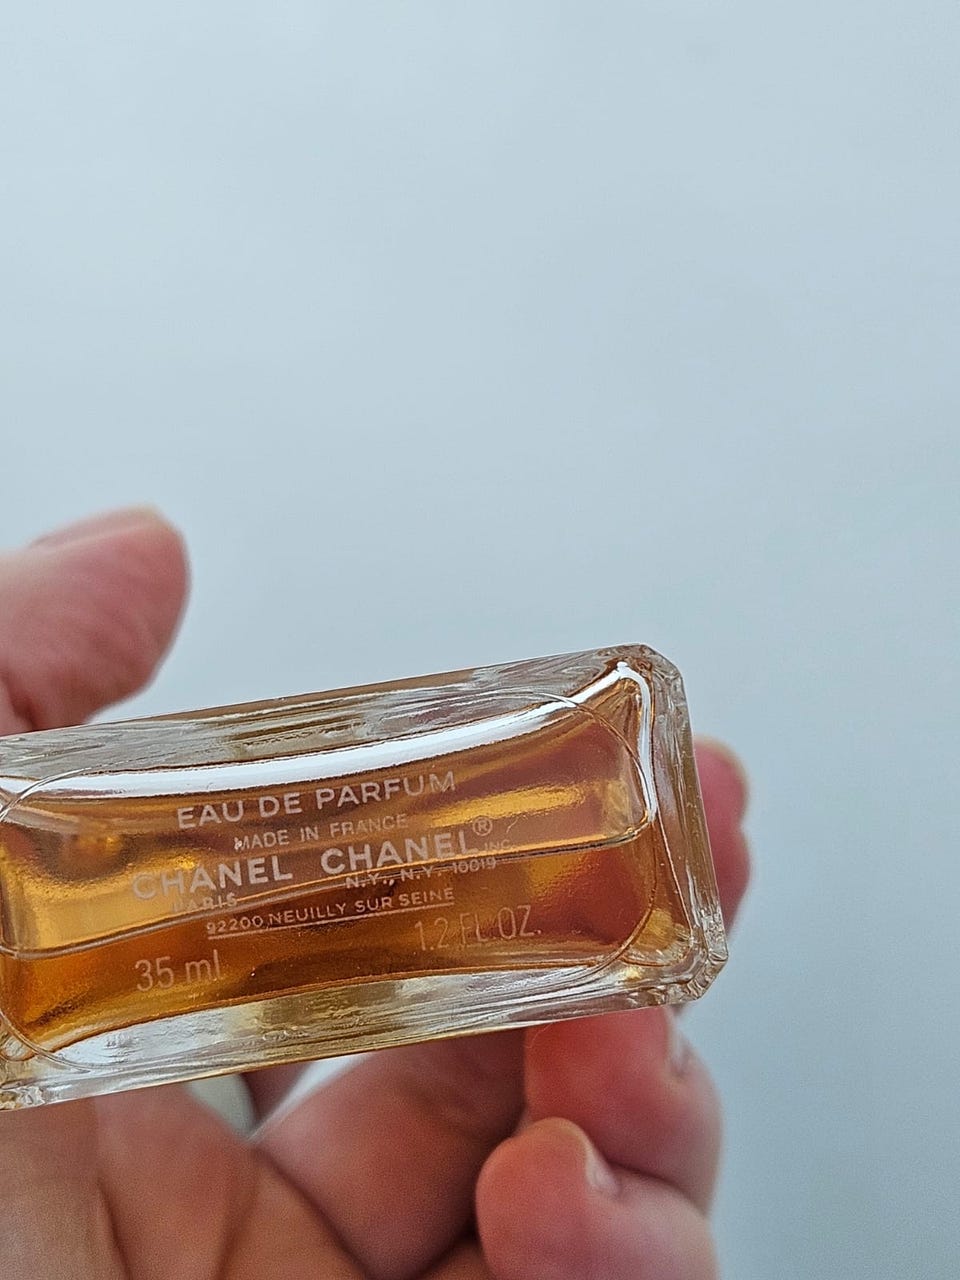 EAU DE PARFUM
MADE IN FRANCE
CHANEL CHANEL® INC.
PARIS N.Y., N.Y. 10019
92200 NEUILLY SUR SEINE
35 ml 1.2 FL. OZ.